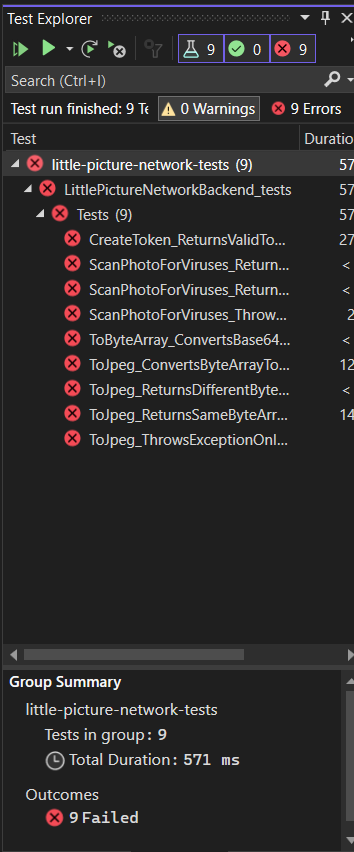 Test Explorer
9 0 9
Search (Ctrl+I)
Test run finished: 9 Te 0 Warnings 9 Errors
Test Duratio
little-picture-network-tests (9) 57
LittlePictureNetworkBackend_tests 57
Tests (9) 57
CreateToken_ReturnsValidTo... 27
ScanPhotoForViruses_Return... <
ScanPhotoForViruses_Return... <
ScanPhotoForViruses_Throw... 2
ToByteArray_ConvertsBase64... <
ToJpeg_ConvertsByteArrayTo... 12
ToJpeg_ReturnsDifferentByte... <
ToJpeg_ReturnsSameByteArr... 14
ToJpeg_ThrowsExceptionOnI...
Group Summary
little-picture-network-tests
Tests in group: 9
Total Duration: 571 ms
Outcomes
9 Failed